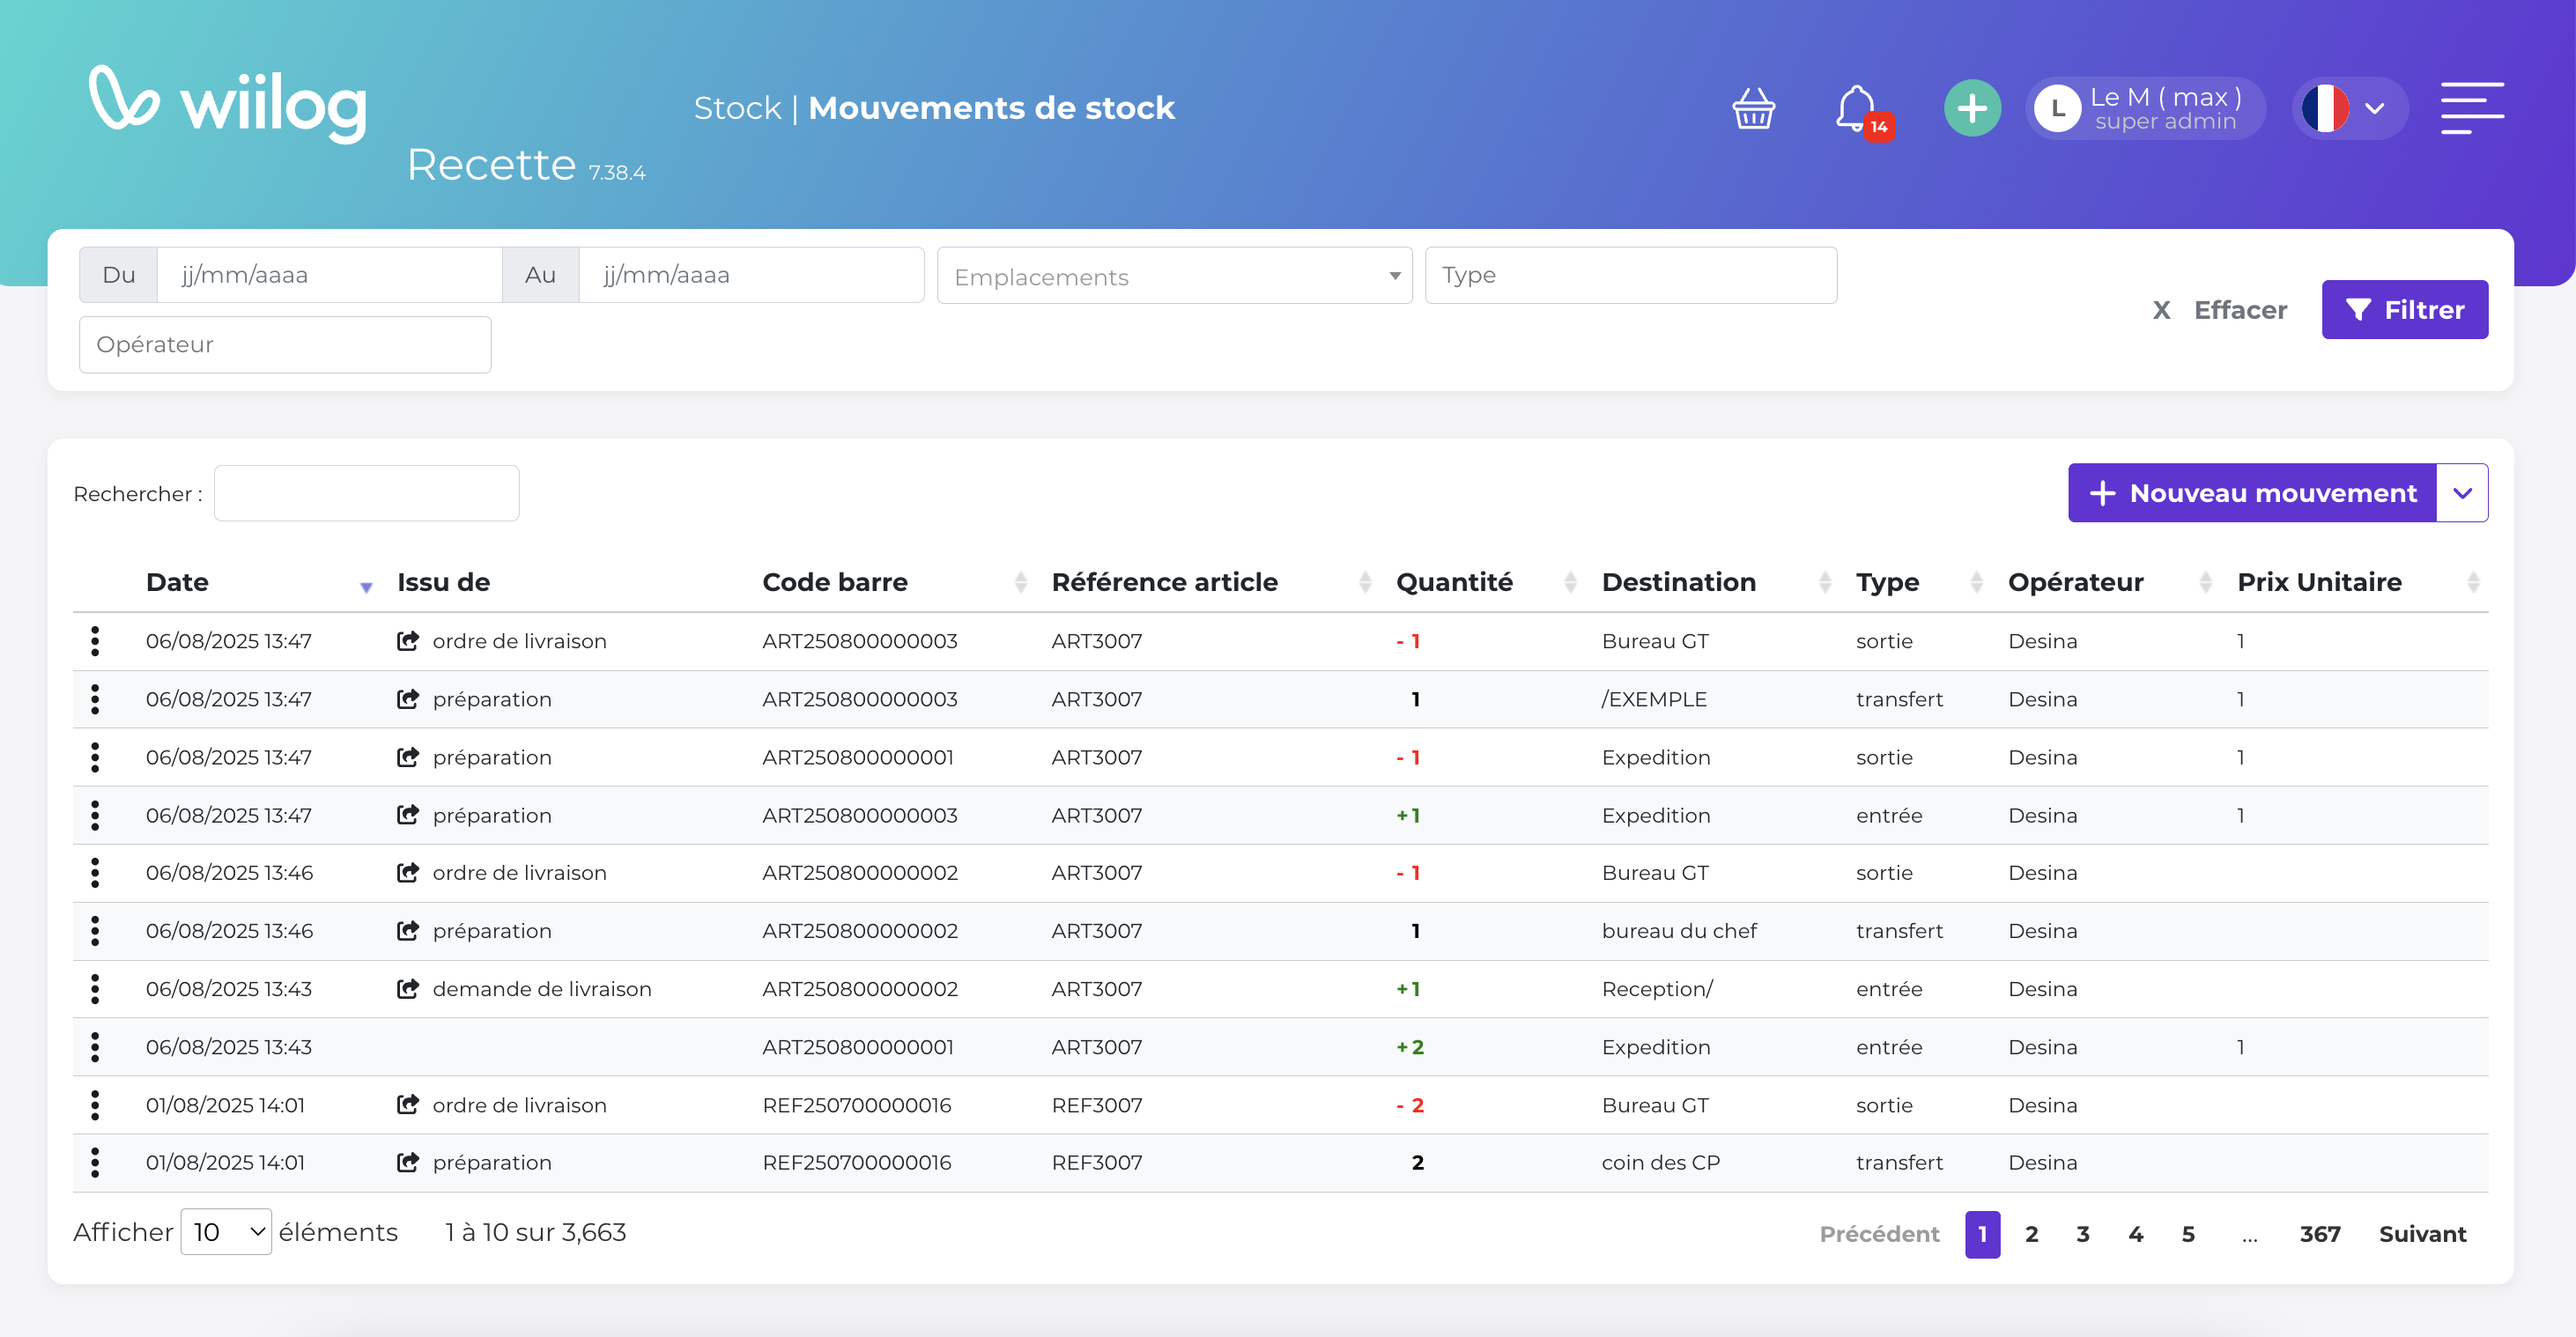 wiilog
Recette 7.38.4
Stock | Mouvements de stock
14
L
Le M ( max )
super admin
Du jj/mm/aaaa Au jj/mm/aaaa Emplacements Type
Opérateur
X Effacer Filtrer
Rechercher :
Nouveau mouvement
Date Issu de Code barre Référence article Quantité Destination Type Opérateur Prix Unitaire
06/08/2025 13:47 ordre de livraison ART250800000003 ART3007 - 1 Bureau GT sortie Desina 1
06/08/2025 13:47 préparation ART250800000003 ART3007 1 /EXEMPLE transfert Desina 1
06/08/2025 13:47 préparation ART250800000001 ART3007 - 1 Expedition sortie Desina 1
06/08/2025 13:47 préparation ART250800000003 ART3007 +1 Expedition entrée Desina 1
06/08/2025 13:46 ordre de livraison ART250800000002 ART3007 - 1 Bureau GT sortie Desina
06/08/2025 13:46 préparation ART250800000002 ART3007 1 bureau du chef transfert Desina
06/08/2025 13:43 demande de livraison ART250800000002 ART3007 +1 Reception/ entrée Desina
06/08/2025 13:43 ART250800000001 ART3007 +2 Expedition entrée Desina 1
01/08/2025 14:01 ordre de livraison REF250700000016 REF3007 - 2 Bureau GT sortie Desina
01/08/2025 14:01 préparation REF250700000016 REF3007 2 coin des CP transfert Desina
Afficher 10 éléments 1 à 10 sur 3,663
Précédent 1 2 3 4 5 ... 367 Suivant